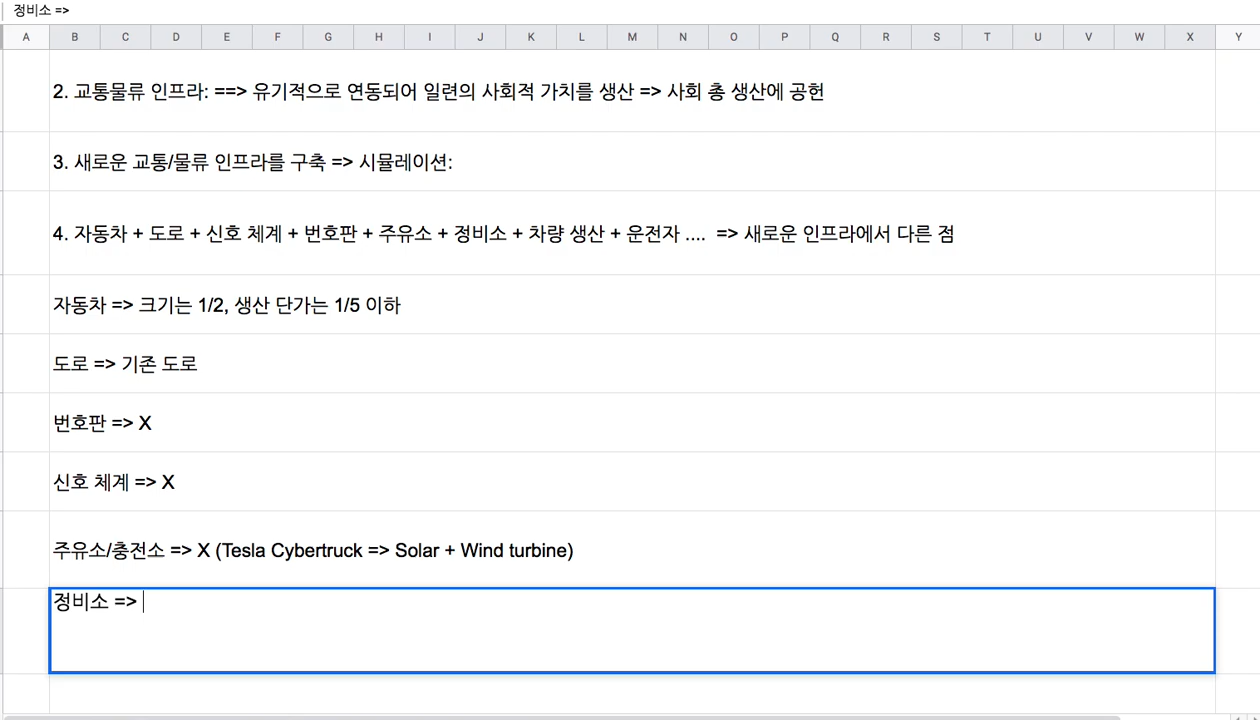 정비소 =>
A B C D E F G H I J K L M N O P Q R S T U V W X Y
2. 교통물류 인프라: ==> 유기적으로 연동되어 일련의 사회적 가치를 생산 => 사회 총 생산에 공헌
3. 새로운 교통/물류 인프라를 구축 => 시뮬레이션:
4. 자동차 + 도로 + 신호 체계 + 번호판 + 주유소 + 정비소 + 차량 생산 + 운전자 .... => 새로운 인프라에서 다른 점
자동차 => 크기는 1/2, 생산 단가는 1/5 이하
도로 => 기존 도로
번호판 => X
신호 체계 => X
주유소/충전소 => X (Tesla Cybertruck => Solar + Wind turbine)
정비소 =>